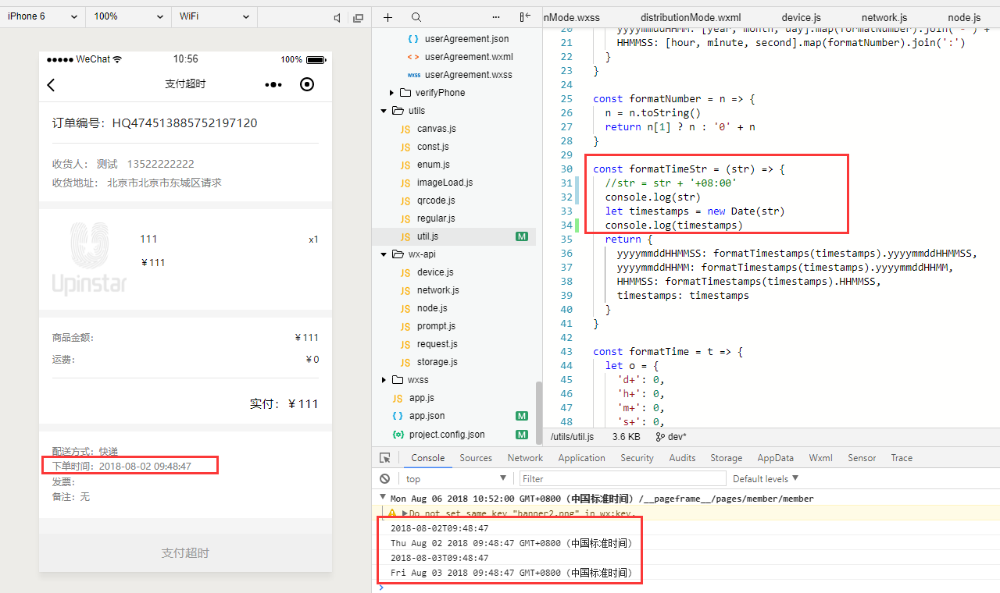 iPhone 6 100% WiFi
WeChat 10:56 100%
支付超时
订单编号：HQ474513885752197120
收货人： 测试 13522222222
收货地址： 北京市北京市东城区请求
Upinstar
111 x1
￥111
商品金额: ￥111
运费: ￥0
实付：￥111
配送方式：快递
下单时间：2018-08-02 09:48:47
发票:
备注：无
支付超时
userAgreement.json
userAgreement.wxml
wxss userAgreement.wxss
verifyPhone
utils
JS canvas.js
JS const.js
JS enum.js
JS imageLoad.js
JS qrcode.js
JS regular.js
JS util.js M
wx-api
JS device.js
JS network.js
JS node.js
JS prompt.js
JS request.js
JS storage.js
wxss
JS app.js
app.json M
project.config.json M
nMode.wxss distributionMode.wxml device.js network.js node.js
20 yyyymmddHHMM: [year, month, day].map(formatNumber).join('-') +
21 HHMMSS: [hour, minute, second].map(formatNumber).join(':')
22 }
23 }
24
25 const formatNumber = n => {
26 n = n.toString()
27 return n[1] ? n : '0' + n
28 }
29
30 const formatTimeStr = (str) => {
31 //str = str + '+08:00'
32 console.log(str)
33 let timestamps = new Date(str)
34 console.log(timestamps)
35 return {
36 yyyymmddHHMMSS: formatTimestamps(timestamps).yyyymmddHHMMSS,
37 yyyymmddHHMM: formatTimestamps(timestamps).yyyymmddHHMM,
38 HHMMSS: formatTimestamps(timestamps).HHMMSS,
39 timestamps: timestamps
40 }
41 }
42
43 const formatTime = t => {
44 let o = {
45 'd+': 0,
46 'h+': 0,
47 'm+': 0,
48 's+': 0,
/utils/util.js 3.6 KB dev*
Console Sources Network Application Security Audits Storage AppData Wxml Sensor Trace
top Filter Default levels
Mon Aug 06 2018 10:52:00 GMT+0800 (中国标准时间) /__pageframe__/pages/member/member
Do not set same key "banner2.png" in wx:key.
2018-08-02T09:48:47
Thu Aug 02 2018 09:48:47 GMT+0800 (中国标准时间)
2018-08-03T09:48:47
Fri Aug 03 2018 09:48:47 GMT+0800 (中国标准时间)